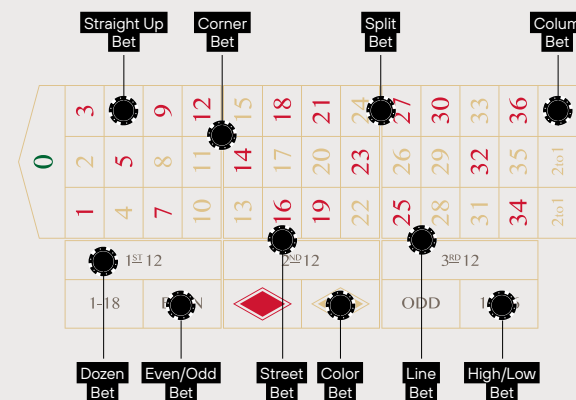 Straight Up Corner Split Colum
Bet Bet Bet Bet
3 9 12 15 18 21 24 27 30 33 36
0 2 5 8 11 14 17 20 23 26 29 32 35 2to1
1 4 7 10 13 16 19 22 25 28 31 34 2to1
1ST 12 2ND 12 3RD 12
1-18 ODD
Dozen Even/Odd Street Color Line High/Low
Bet Bet Bet Bet Bet Bet